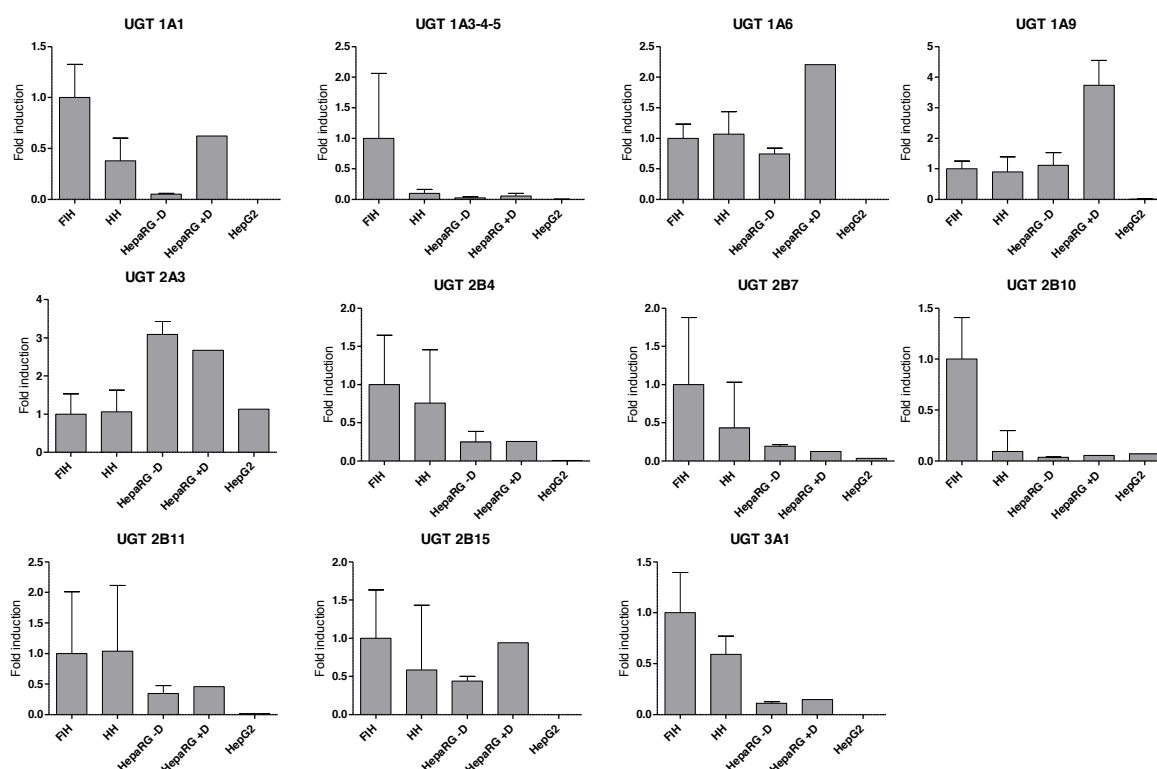 UGT 1A1
Fold induction
1.5
1.0
0.5
0.0
FIH
HH
HepaRG -D
HepaRG +D
HepG2
UGT 1A3-4-5
Fold induction
2.5
2.0
1.5
1.0
0.5
0.0
FIH
HH
HepaRG -D
HepaRG +D
HepG2
UGT 1A6
Fold induction
2.5
2.0
1.5
1.0
0.5
0.0
FIH
HH
HepaRG -D
HepaRG +D
HepG2
UGT 1A9
Fold induction
5
4
3
2
1
0
FIH
HH
HepaRG -D
HepaRG +D
HepG2
UGT 2A3
Fold induction
4
3
2
1
0
FIH
HH
HepaRG -D
HepaRG +D
HepG2
UGT 2B4
Fold induction
2.0
1.5
1.0
0.5
0.0
FIH
HH
HepaRG -D
HepaRG +D
HepG2
UGT 2B7
Fold induction
2.0
1.5
1.0
0.5
0.0
FIH
HH
HepaRG -D
HepaRG +D
HepG2
UGT 2B10
Fold induction
1.5
1.0
0.5
0.0
FIH
HH
HepaRG -D
HepaRG +D
HepG2
UGT 2B11
Fold induction
2.5
2.0
1.5
1.0
0.5
0.0
FIH
HH
HepaRG -D
HepaRG +D
HepG2
UGT 2B15
Fold induction
2.0
1.5
1.0
0.5
0.0
FIH
HH
HepaRG -D
HepaRG +D
HepG2
UGT 3A1
Fold induction
1.5
1.0
0.5
0.0
FIH
HH
HepaRG -D
HepaRG +D
HepG2